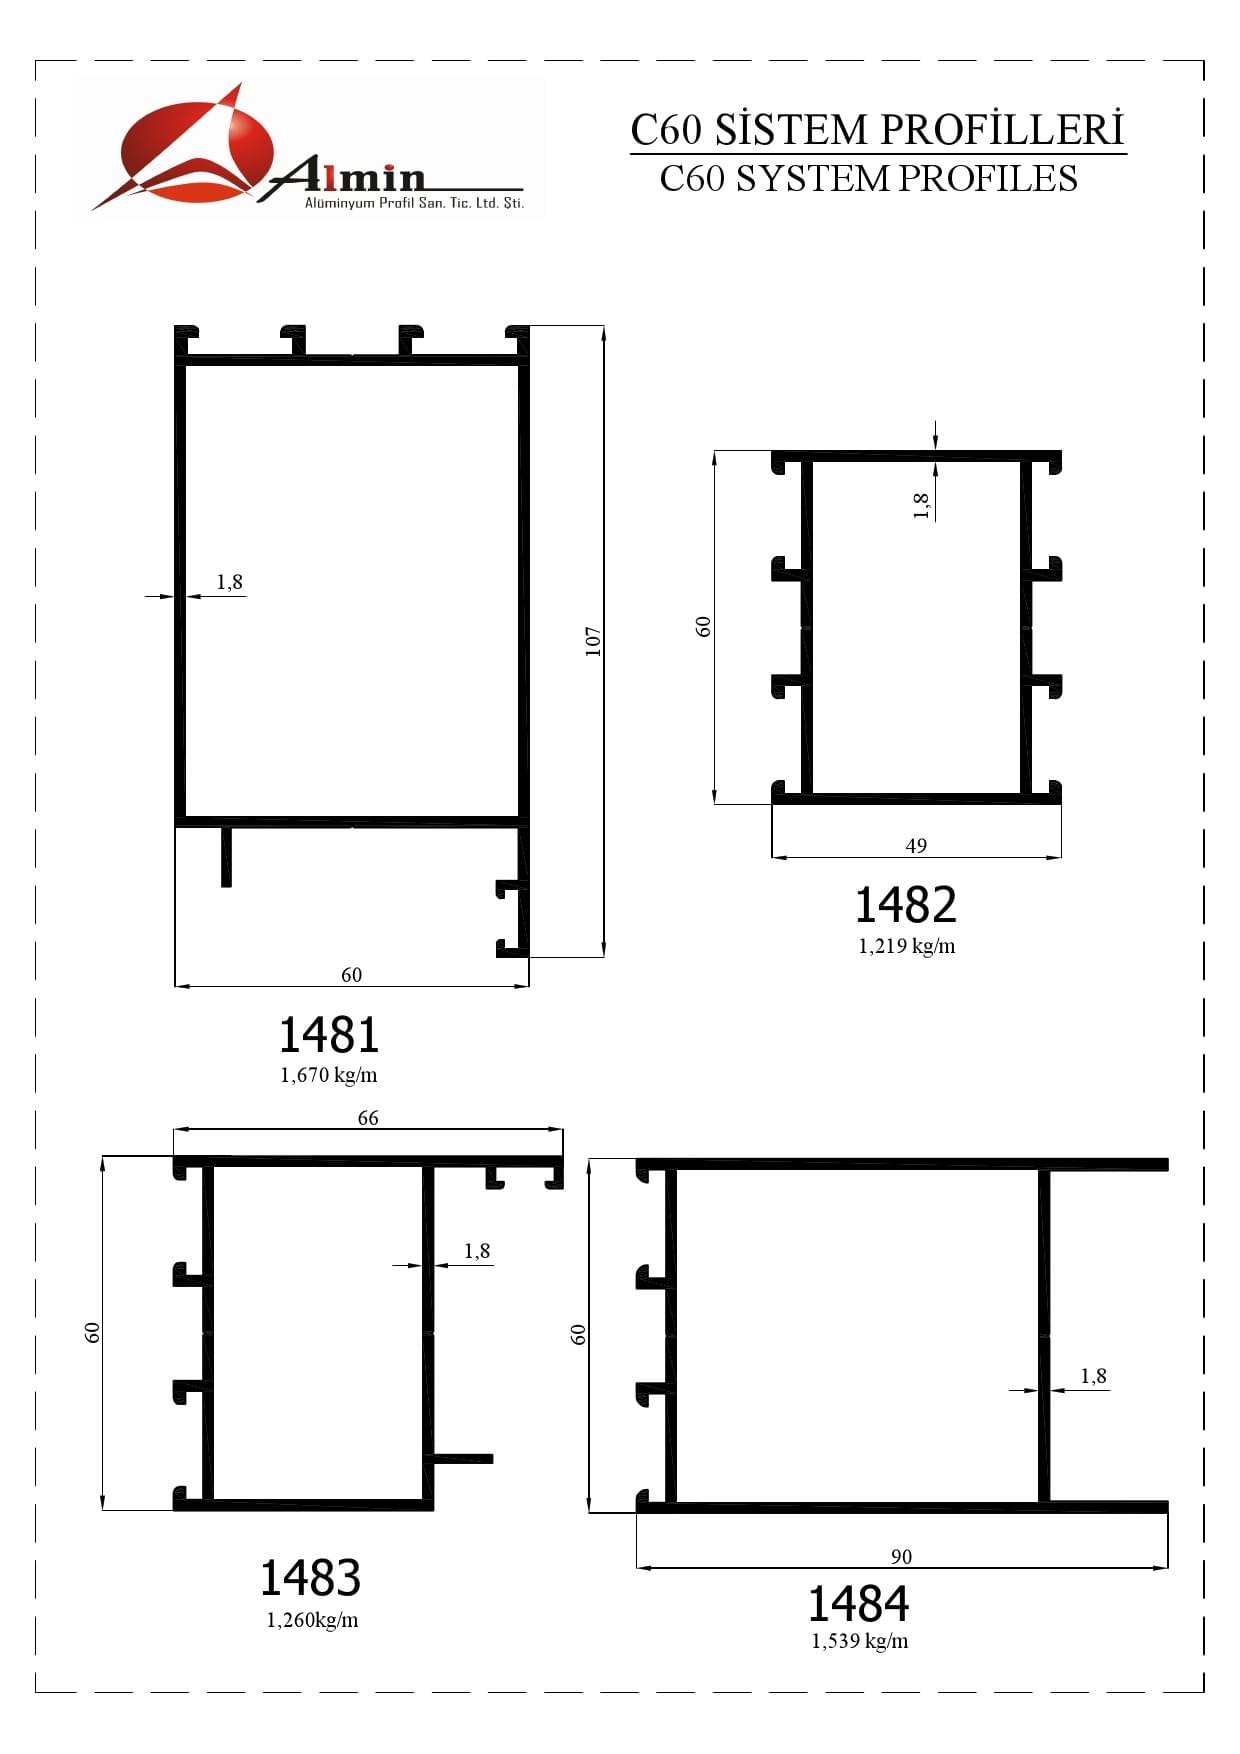 Almin
Alüminyum Profil San. Tic. Ltd. Şti.
C60 SİSTEM PROFİLLERİ
C60 SYSTEM PROFILES
1,8
107
60
1481
1,670 kg/m
1,8
60
49
1482
1,219 kg/m
66
1,8
60
1483
1,260kg/m
60
1,8
90
1484
1,539 kg/m